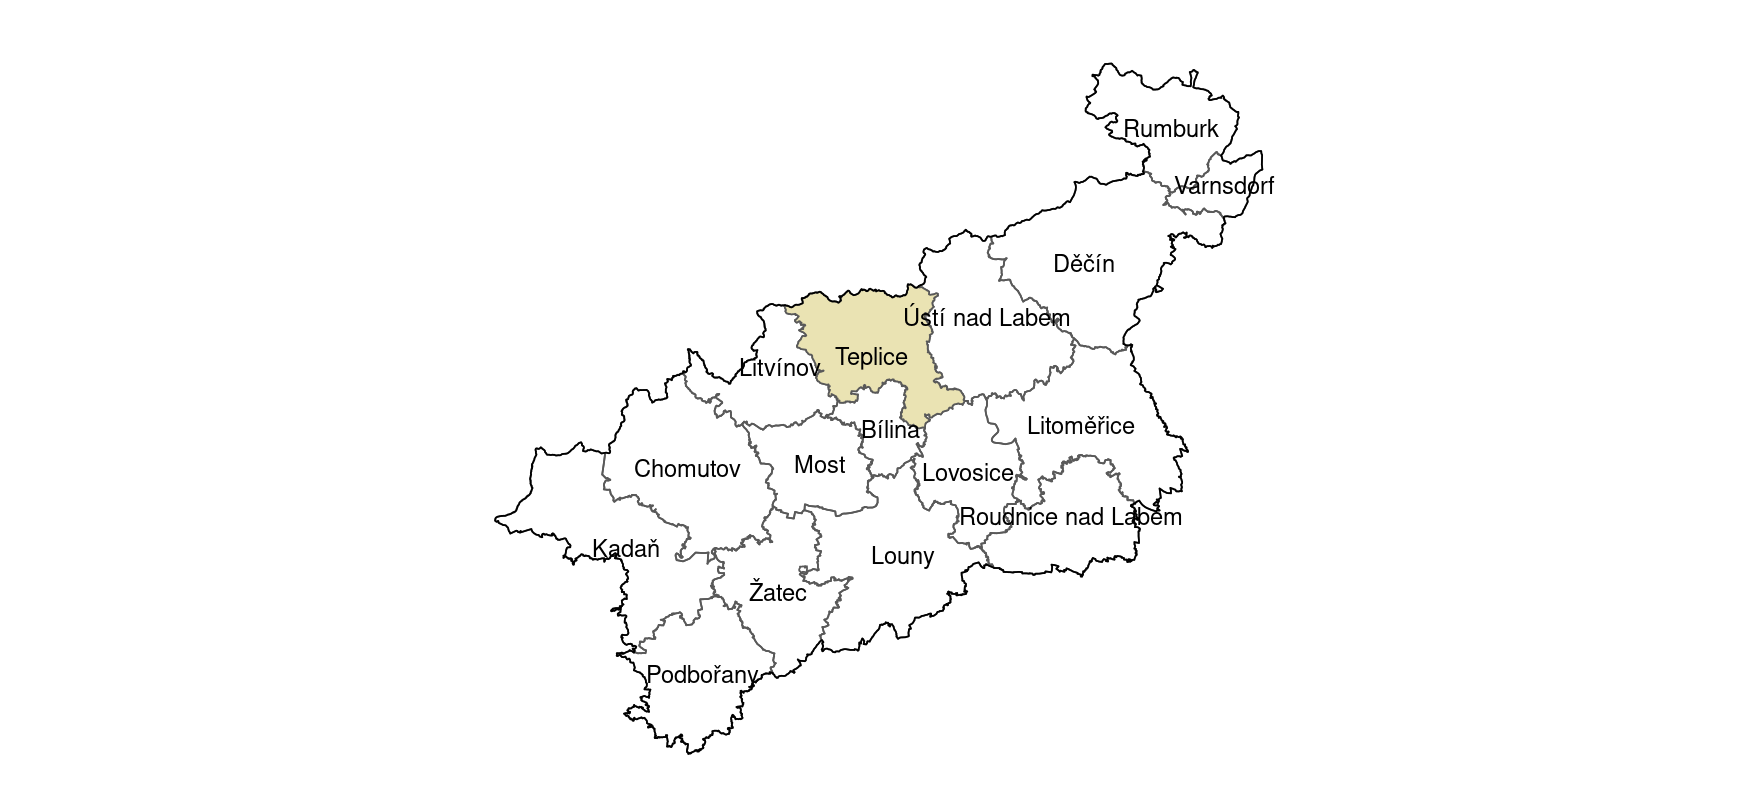 Rumburk
Varnsdorf
Děčín
Ústí nad Labem
Teplice
Litvínov
Litoměřice
Bílina
Most
Chomutov
Lovosice
Roudnice nad Labem
Kadaň
Louny
Žatec
Podbořany